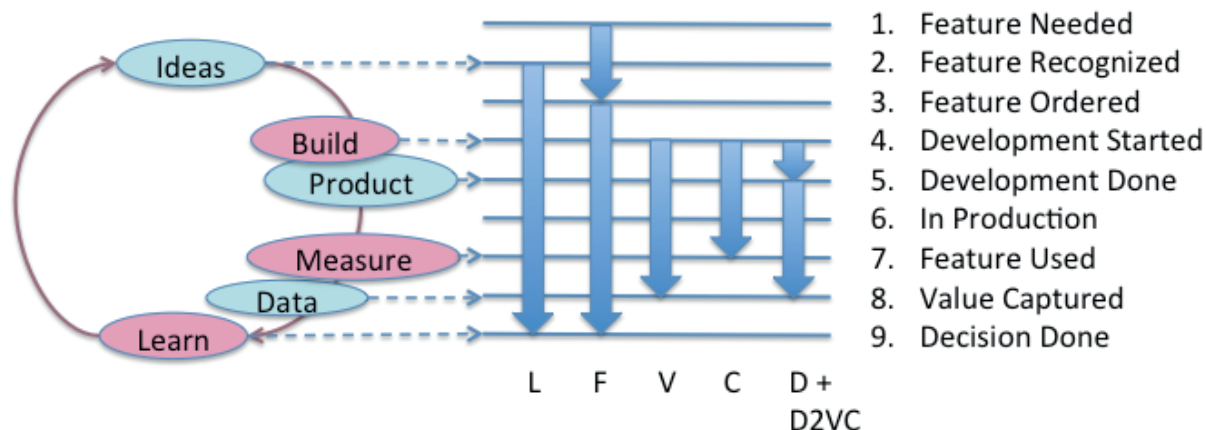 Ideas
Build
Product
Measure
Data
Learn
1. Feature Needed
2. Feature Recognized
3. Feature Ordered
4. Development Started
5. Development Done
6. In Production
7. Feature Used
8. Value Captured
9. Decision Done
L F V C D +
D2VC